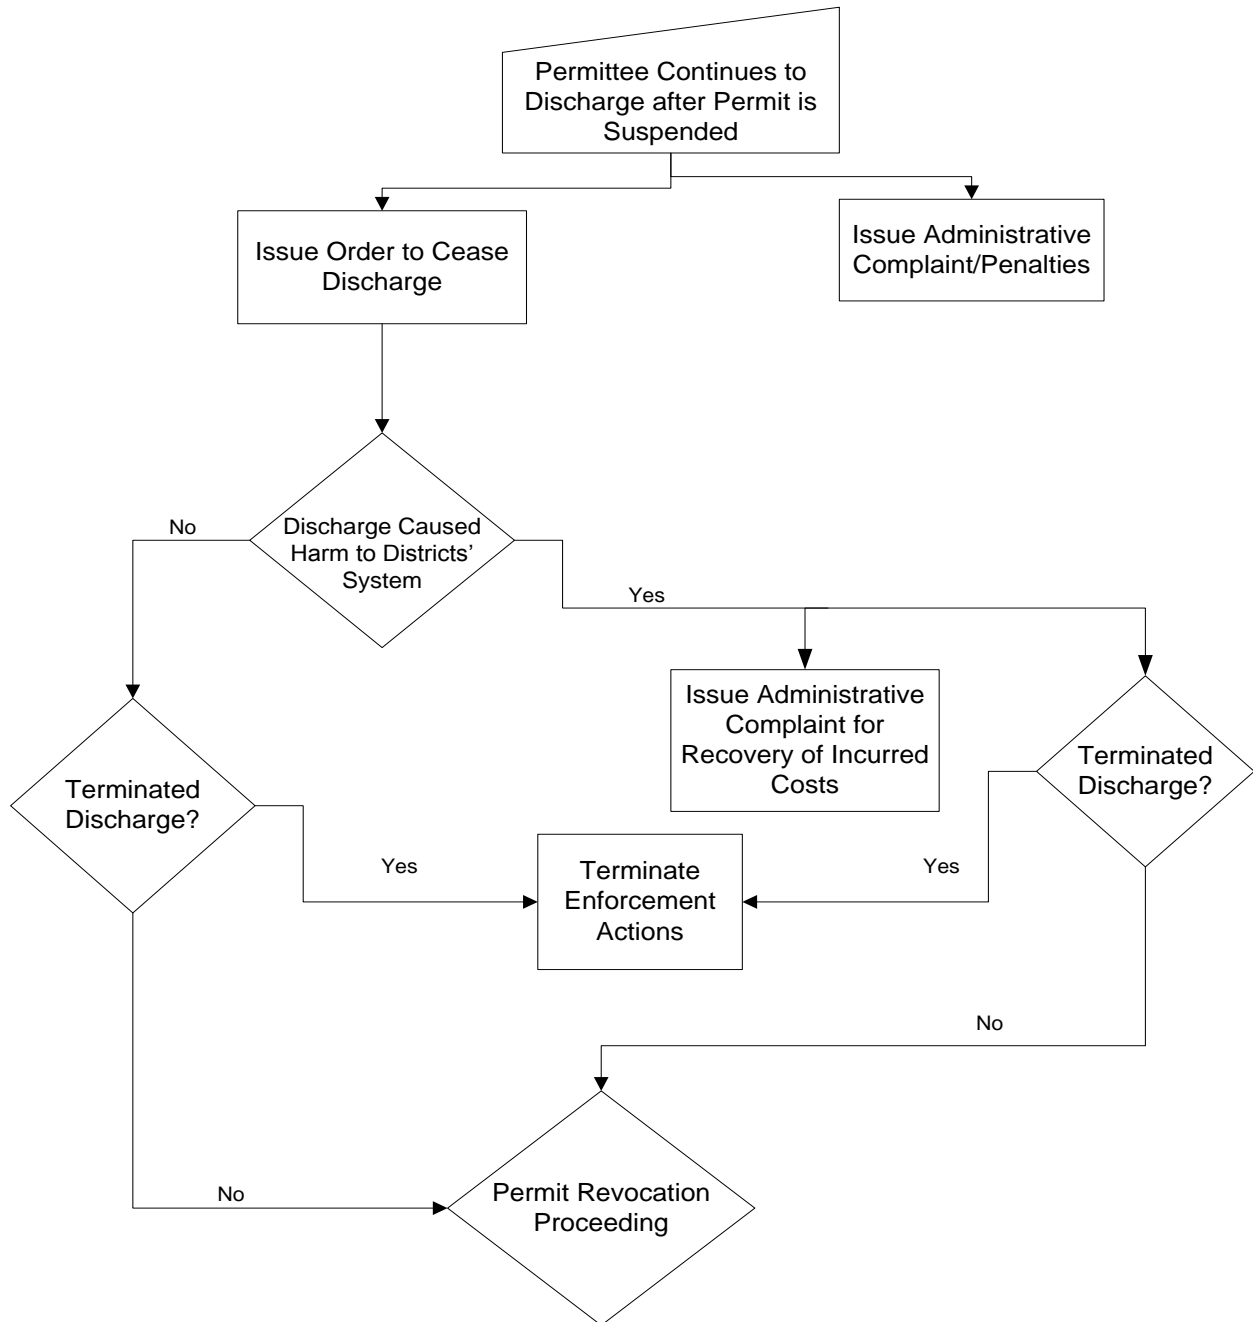 Permittee Continues to
Discharge after Permit is
Suspended
Issue Order to Cease
Discharge
Issue Administrative
Complaint/Penalties
Discharge Caused
Harm to Districts'
System
No
Yes
Issue Administrative
Complaint for
Recovery of Incurred
Costs
Terminated
Discharge?
Terminated
Discharge?
Yes
Terminate
Enforcement
Actions
Yes
No
No
Permit Revocation
Proceeding